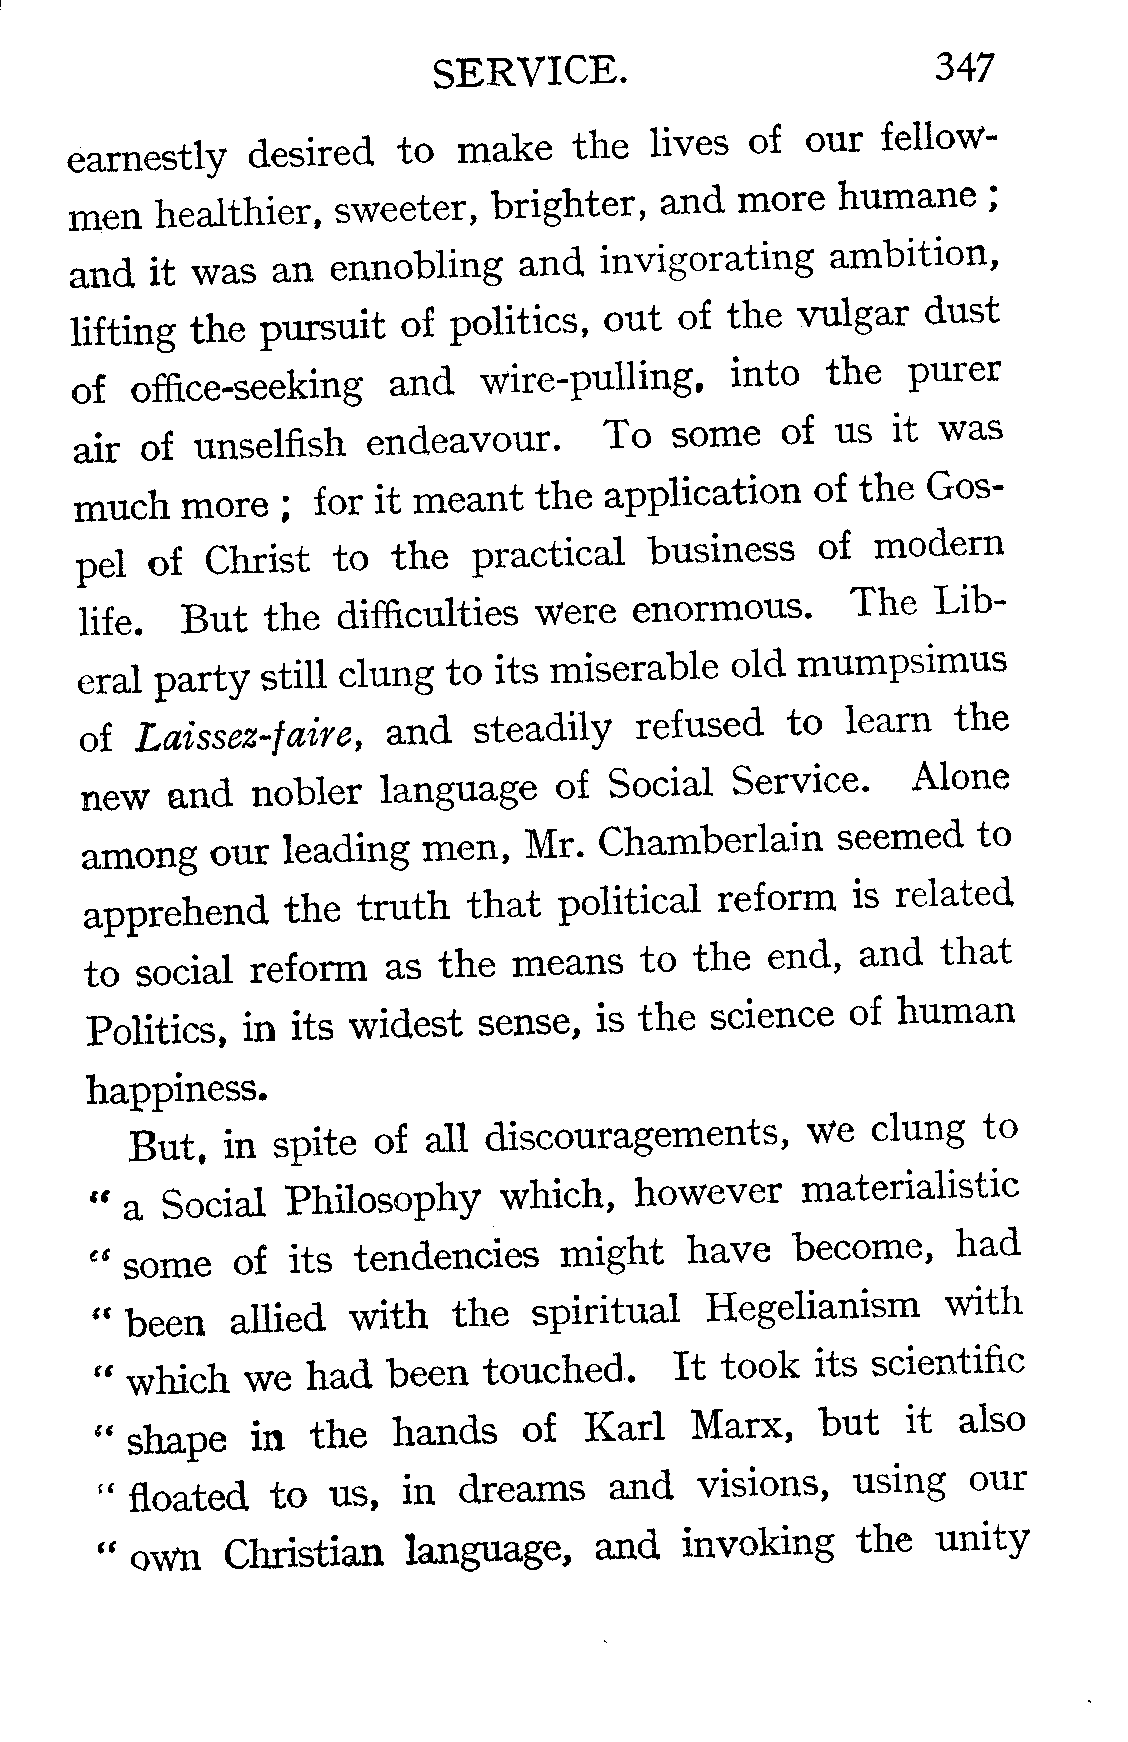 SERVICE. 347
earnestly desired to make the lives of our fellow-
men healthier, sweeter, brighter, and more humane ;
and it was an ennobling and invigorating ambition,
lifting the pursuit of politics, out of the vulgar dust
of office-seeking and wire-pulling, into the purer
air of unselfish endeavour. To some of us it was
much more ; for it meant the application of the Gos-
pel of Christ to the practical business of modern
life. But the difficulties were enormous. The Lib-
eral party still clung to its miserable old mumpsimus
of Laissez-faire, and steadily refused to learn the
new and nobler language of Social Service. Alone
among our leading men, Mr. Chamberlain seemed to
apprehend the truth that political reform is related
to social reform as the means to the end, and that
Politics, in its widest sense, is the science of human
happiness.
But, in spite of all discouragements, we clung to
“ a Social Philosophy which, however materialistic
“ some of its tendencies might have become, had
“ been allied with the spiritual Hegelianism with
“ which we had been touched. It took its scientific
“ shape in the hands of Karl Marx, but it also
“ floated to us, in dreams and visions, using our
“ own Christian language, and invoking the unity